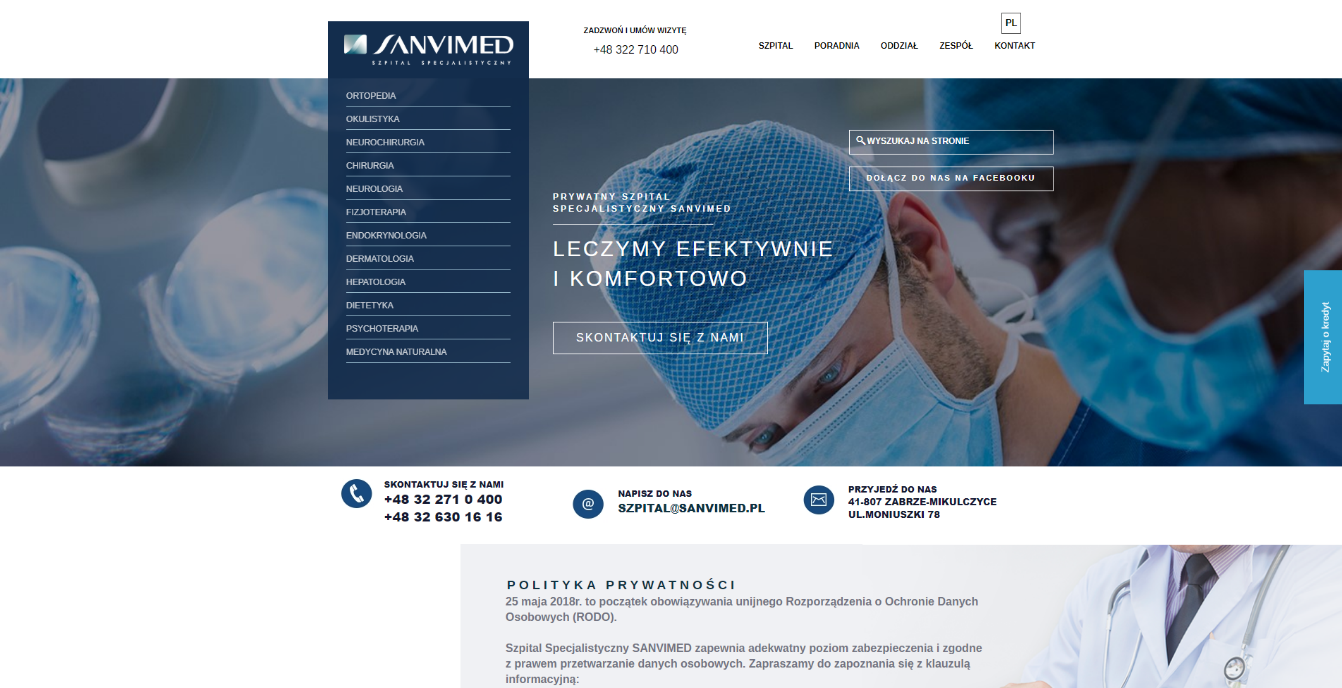 SANVIMED
SZPITAL SPECJALISTYCZNY
ZADZWOŃ I UMÓW WIZYTĘ
+48 322 710 400
PL
SZPITAL
PORADNIA
ODDZIAŁ
ZESPÓŁ
KONTAKT
ORTOPEDIA
OKULISTYKA
NEUROCHIRURGIA
CHIRURGIA
NEUROLOGIA
FIZJOTERAPIA
ENDOKRYNOLOGIA
DERMATOLOGIA
HEPATOLOGIA
DIETETYKA
PSYCHOTERAPIA
MEDYCYNA NATURALNA
WYSZUKAJ NA STRONIE
DOŁĄCZ DO NAS NA FACEBOOKU
PRYWATNY SZPITAL
SPECJALISTYCZNY SANVIMED
LECZYMY EFEKTYWNIE
I KOMFORTOWO
SKONTAKTUJ SIĘ Z NAMI
Zapytaj o kredyt
SKONTAKTUJ SIĘ Z NAMI
+48 32 271 0 400
+48 32 630 16 16
@
NAPISZ DO NAS
SZPITAL@SANVIMED.PL
PRZYJEDŹ DO NAS
41-807 ZABRZE-MIKULCZYCE
UL.MONIUSZKI 78
POLITYKA PRYWATNOŚCI
25 maja 2018r. to początek obowiązywania unijnego Rozporządzenia o Ochronie Danych
Osobowych (RODO).
Szpital Specjalistyczny SANVIMED zapewnia adekwatny poziom zabezpieczenia i zgodne
z prawem przetwarzanie danych osobowych. Zapraszamy do zapoznania się z klauzulą
informacyjną: